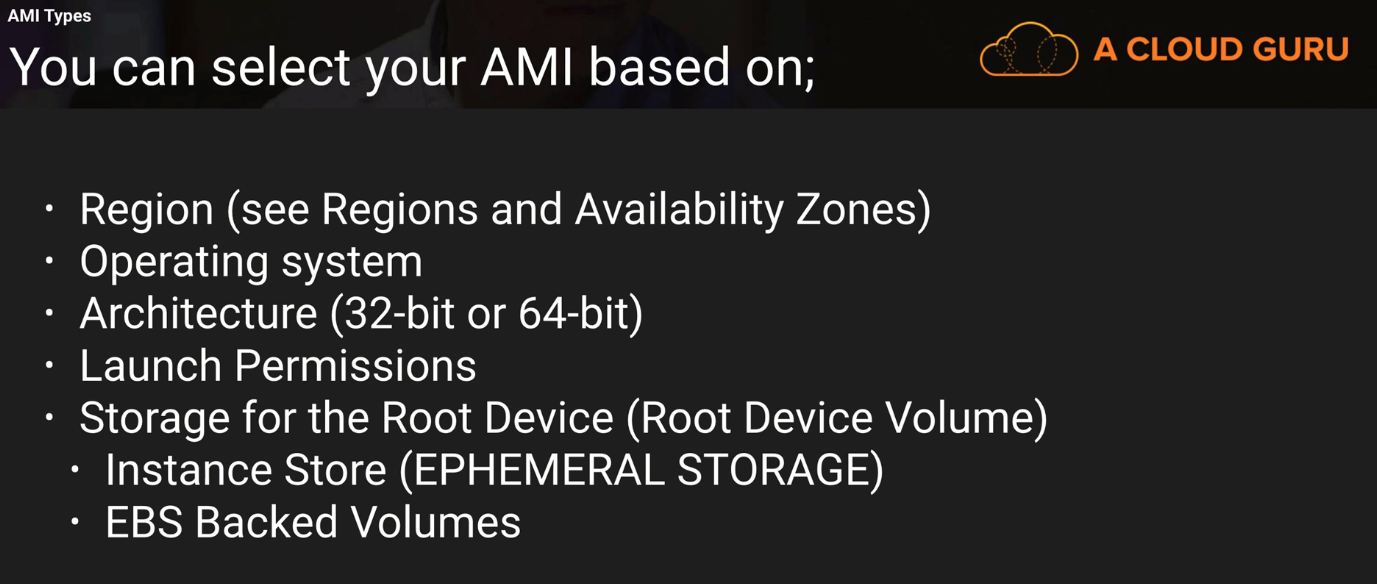 AMI Types
You can select your AMI based on;
A CLOUD GURU
• Region (see Regions and Availability Zones)
• Operating system
• Architecture (32-bit or 64-bit)
• Launch Permissions
• Storage for the Root Device (Root Device Volume)
• Instance Store (EPHEMERAL STORAGE)
• EBS Backed Volumes